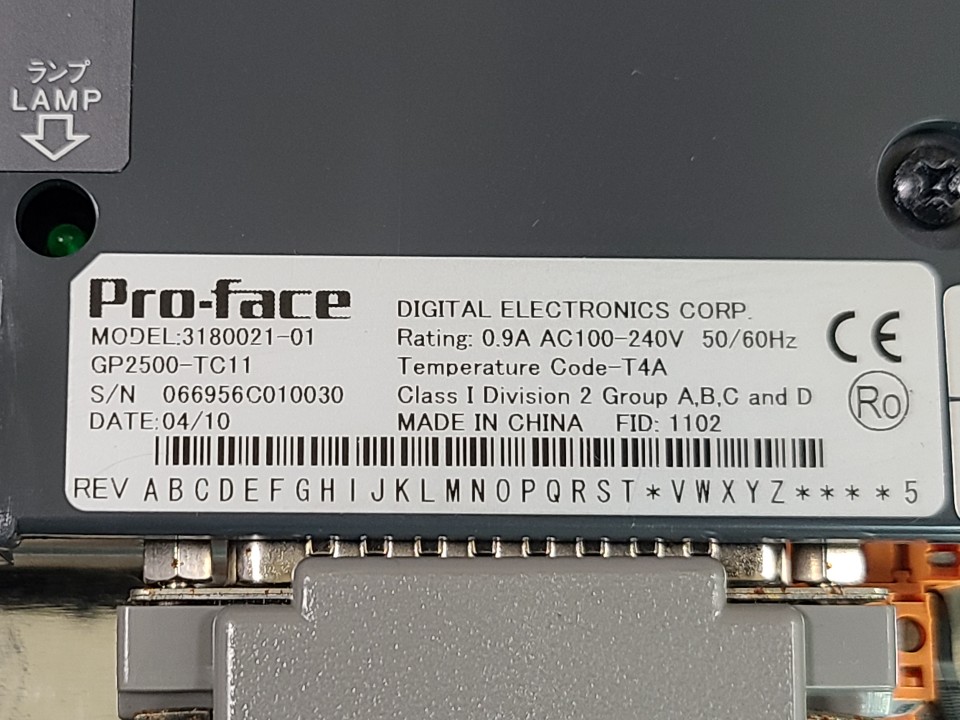 ランプ
LAMP
Pro-face
MODEL:3180021-01
GP2500-TC11
S/N 066956C010030
DATE:04/10
DIGITAL ELECTRONICS CORP.
Rating: 0.9A AC100-240V 50/60Hz
Temperature Code-T4A
Class I Division 2 Group A,B,C and D
MADE IN CHINA FID: 1102
CE
Ro
REV A B C D E F G H I J K L M N O P Q R S T * V W X Y Z * * * * 5